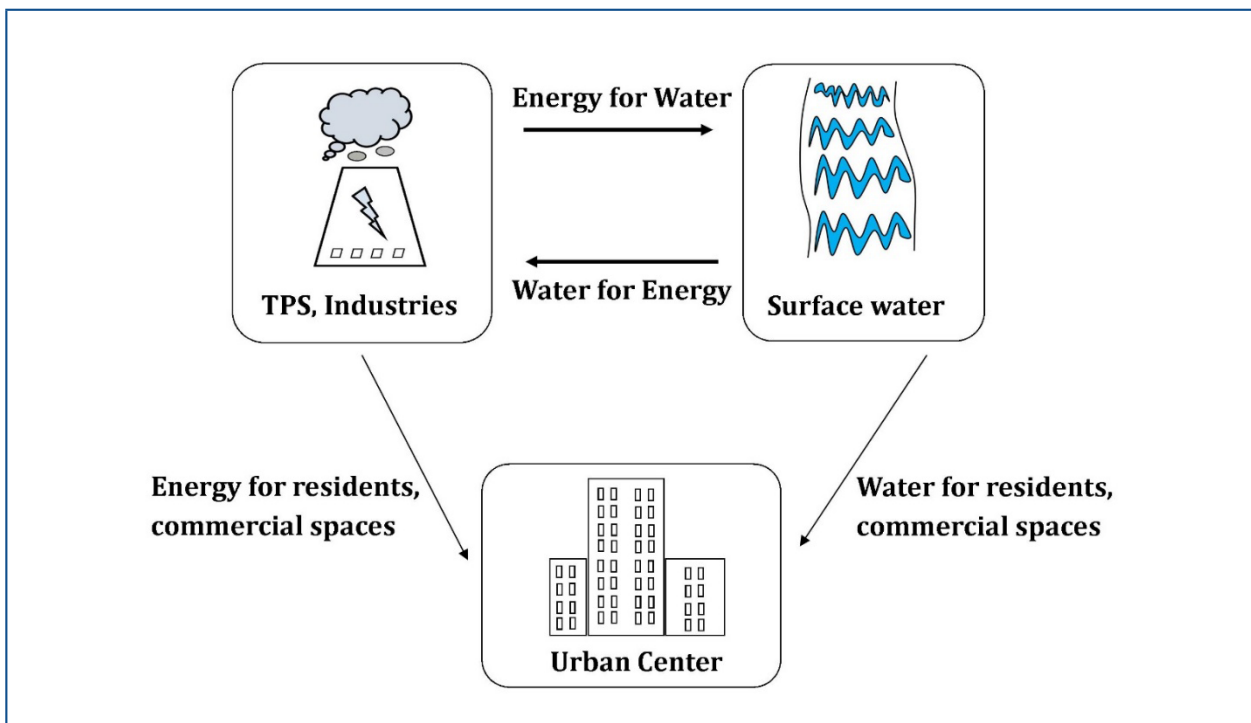 Energy for Water
Water for Energy
TPS, Industries
Surface water
Energy for residents,
commercial spaces
Water for residents,
commercial spaces
Urban Center